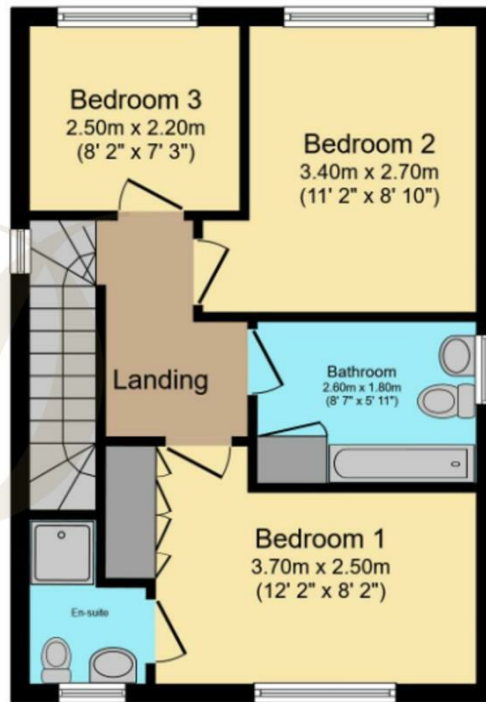 Bedroom 3
2.50m x 2.20m
(8' 2" x 7' 3")
Bedroom 2
3.40m x 2.70m
(11' 2" x 8' 10")
Landing
Bathroom
2.60m x 1.80m
(8' 7" x 5' 11")
Bedroom 1
3.70m x 2.50m
(12' 2" x 8' 2")
En-suite